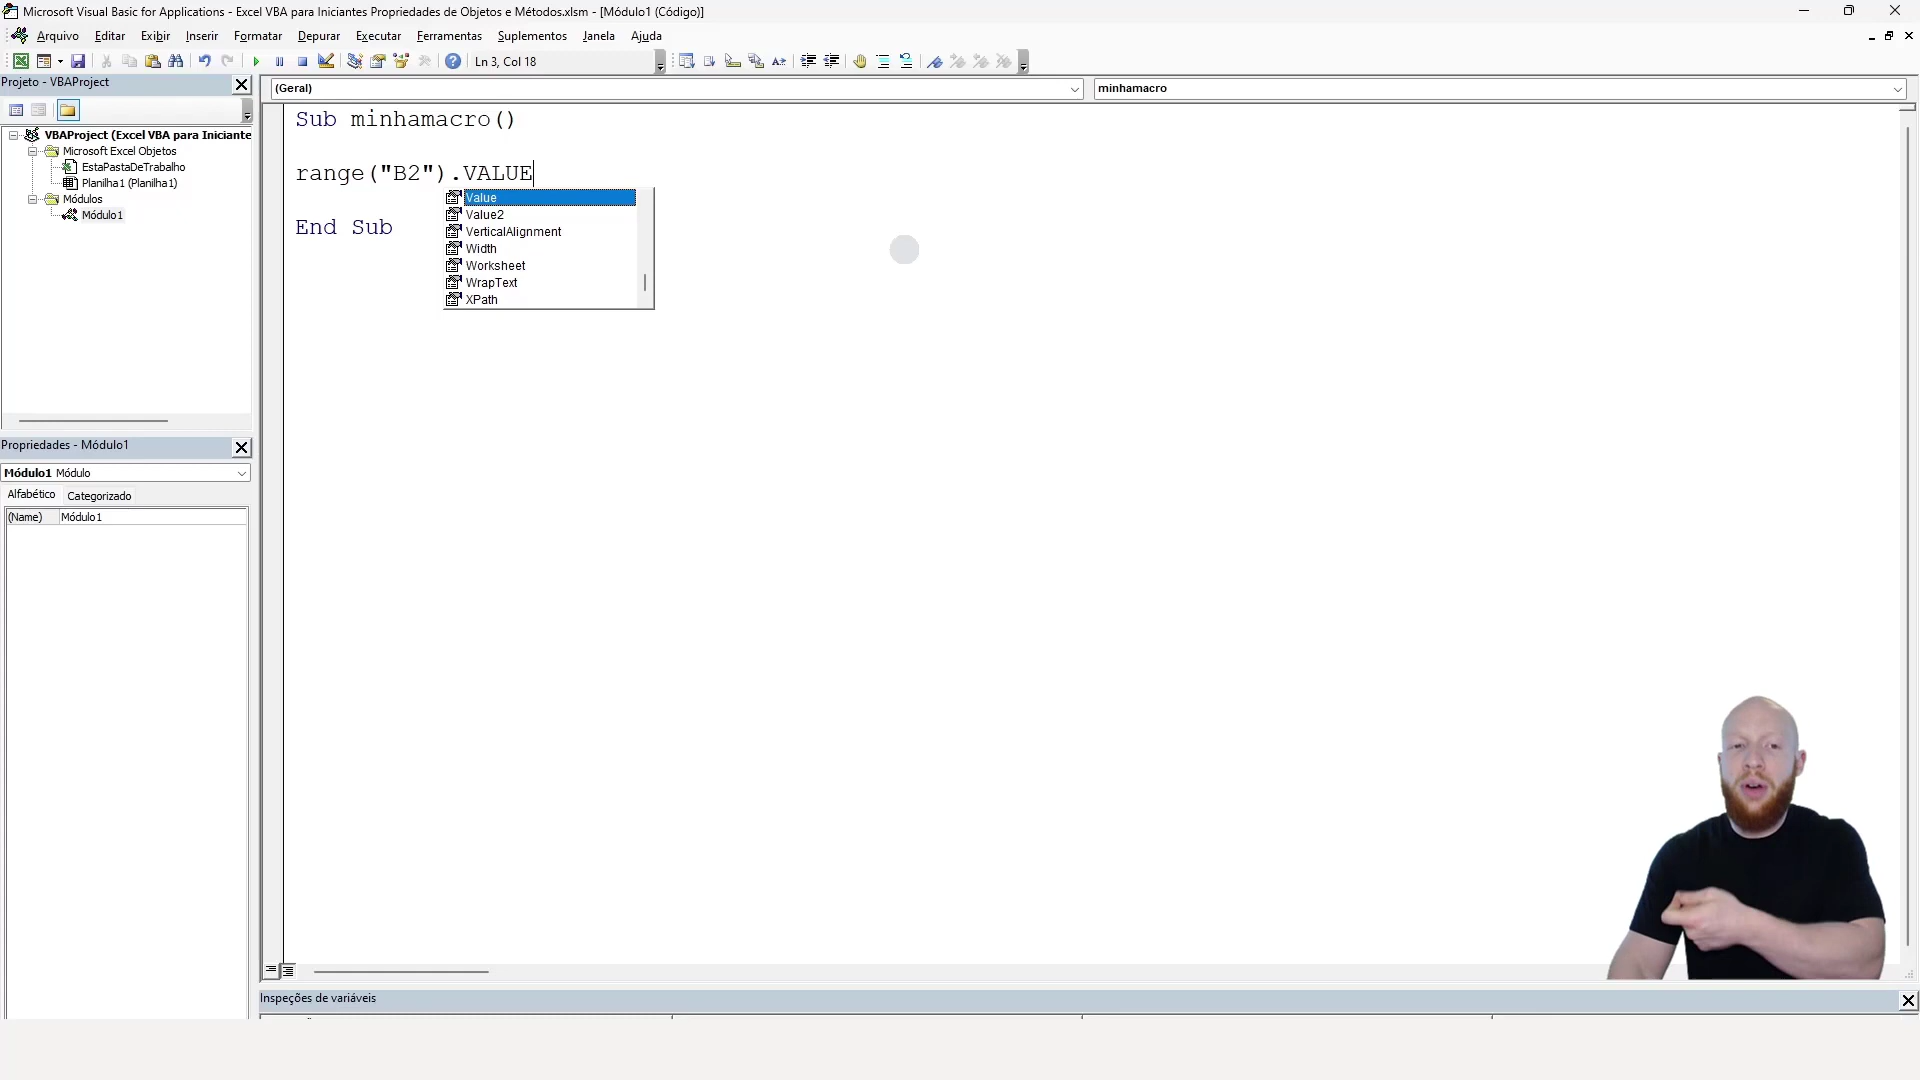 Microsoft Visual Basic for Applications - Excel VBA para Iniciantes Propriedades de Objetos e Métodos.xlsm - [Módulo1 (Código)]
Arquivo Editar Exibir Inserir Formatar Depurar Executar Ferramentas Suplementos Janela Ajuda
Ln 3, Col 18
Projeto - VBAProject
VBAProject (Excel VBA para Iniciante
Microsoft Excel Objetos
EstaPastaDeTrabalho
Planilha1 (Planilha1)
Módulos
Módulo1
Propriedades - Módulo1
Módulo1 Módulo
Alfabético Categorizado
(Name) Módulo1
(Geral) minhamacro
Sub minhamacro()
range("B2").VALUE
Value
Value2
VerticalAlignment
Width
Worksheet
WrapText
XPath
End Sub
Inspeções de variáveis